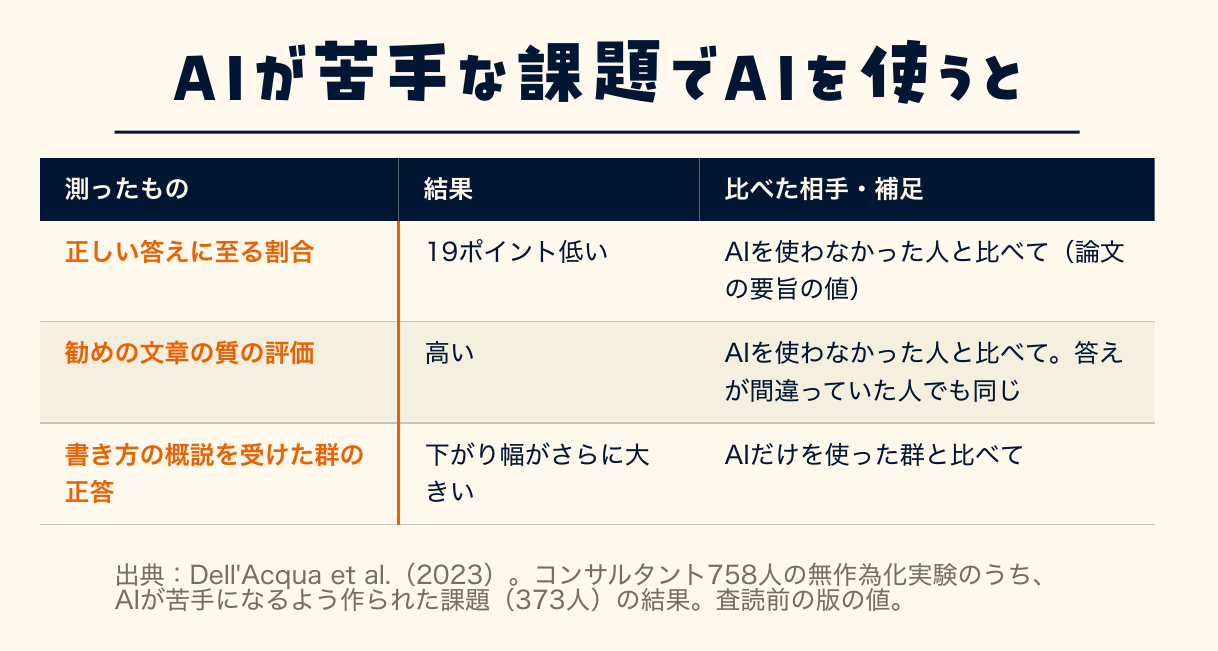 AIが苦手な課題でAIを使うと
測ったもの
結果
比べた相手・補足
正しい答えに至る割合
19ポイント低い
AIを使わなかった人と比べて（論文
の要旨の値）
勧めの文章の質の評価
高い
AIを使わなかった人と比べて。答え
が間違っていた人でも同じ
書き方の概説を受けた群の
正答
下がり幅がさらに大
きい
AIだけを使った群と比べて
出典：Dell'Acqua et al.（2023）。コンサルタント758人の無作為化実験のうち、
AIが苦手になるよう作られた課題（373人）の結果。査読前の版の値。